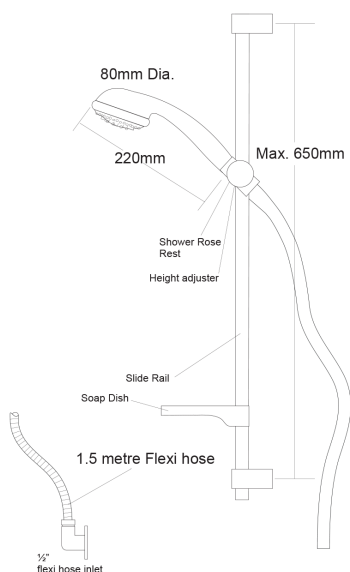 80mm Dia.
220mm
Max. 650mm
Shower Rose
Rest
Height adjuster
Slide Rail
Soap Dish
1.5 metre Flexi hose
½"
flexi hose inlet